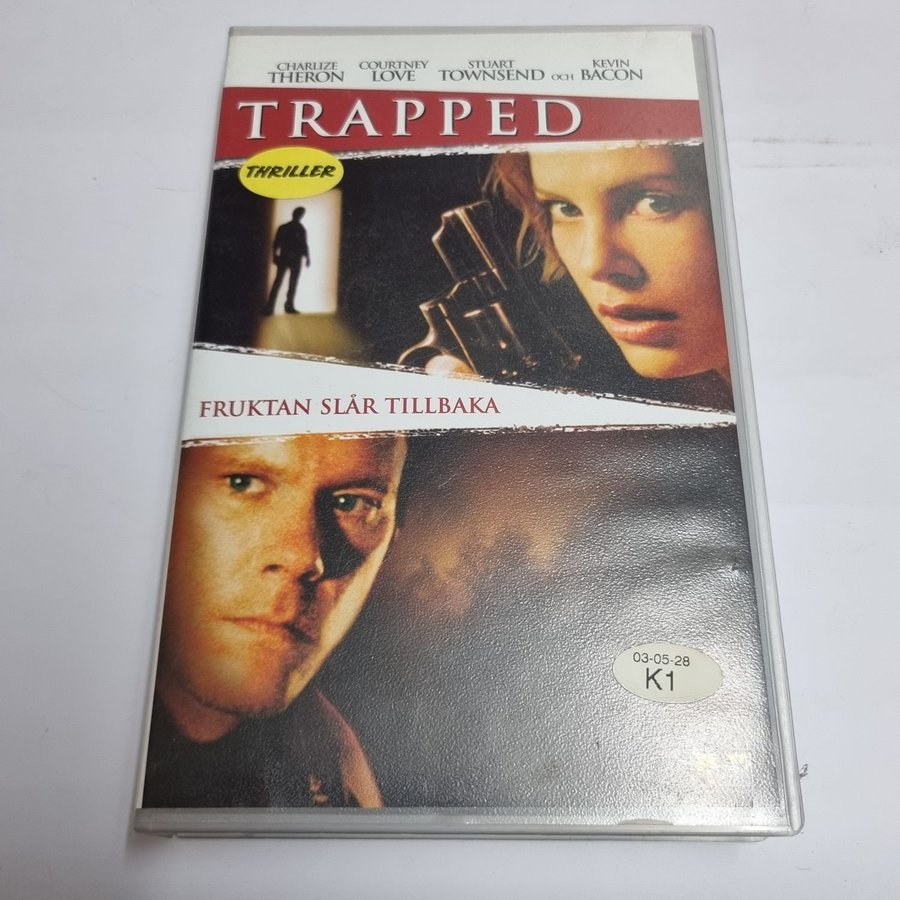 CHARLIZE THERON COURTNEY LOVE STUART TOWNSEND OCH KEVIN BACON
TRAPPED
THRILLER
FRUKTAN SLÅR TILLBAKA
03-05-28
K1